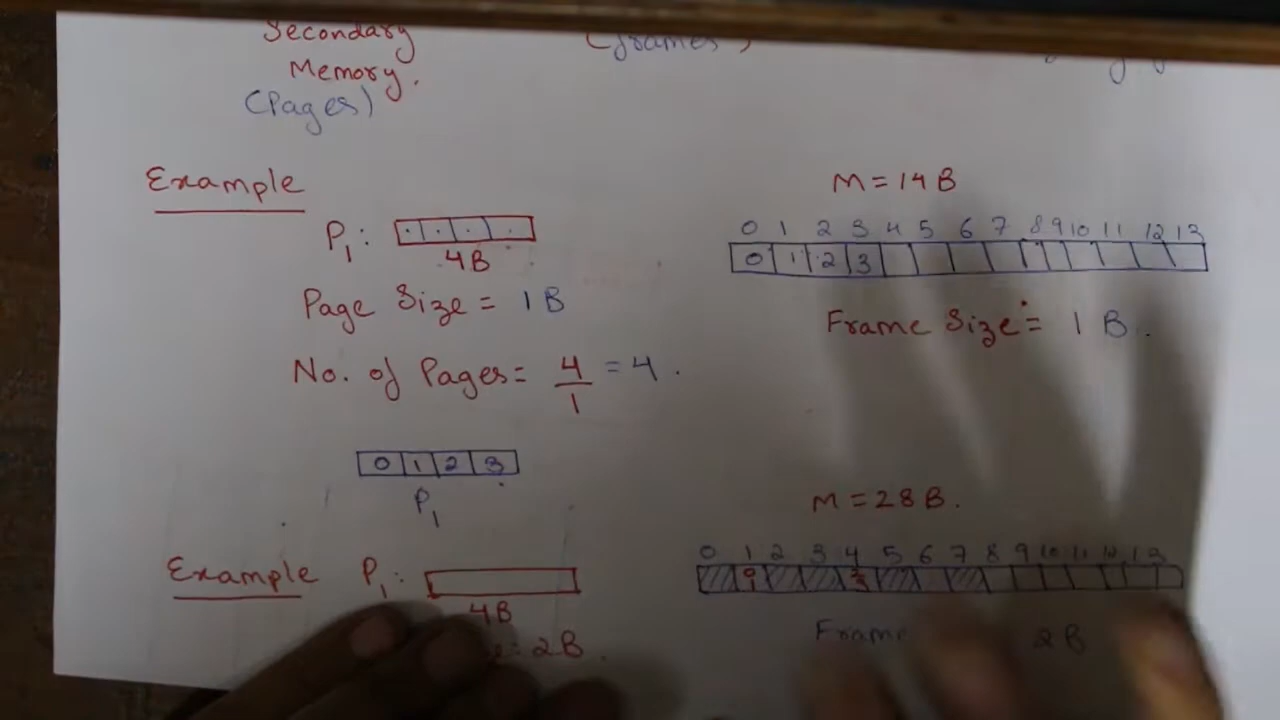 Secondary
Memory.
(Pages)
(frames)
Example
P1:
4B
Page Size = 1 B
No. of Pages = 4/1 = 4.
0 1 2 3
P1
M = 14 B
0 1 2 3 4 5 6 7 8 9 10 11 12 13
0 1 2 3
Frame Size = 1 B.
Example P1:
4B
= 2B.
M = 28 B.
0 1 2 3 4 5 6 7 8 9 10 11 12 13
Frame 2 B